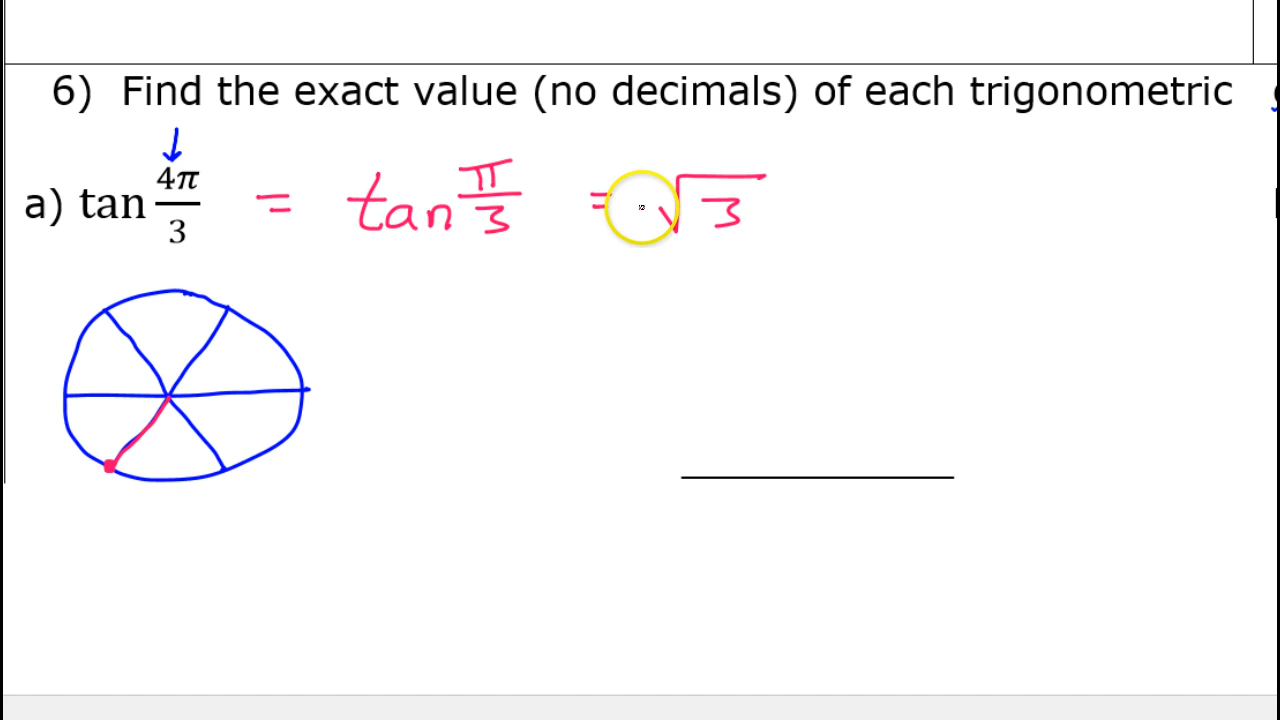 6) Find the exact value (no decimals) of each trigonometric
a) tan 4π/3 = tan π/3 = √3